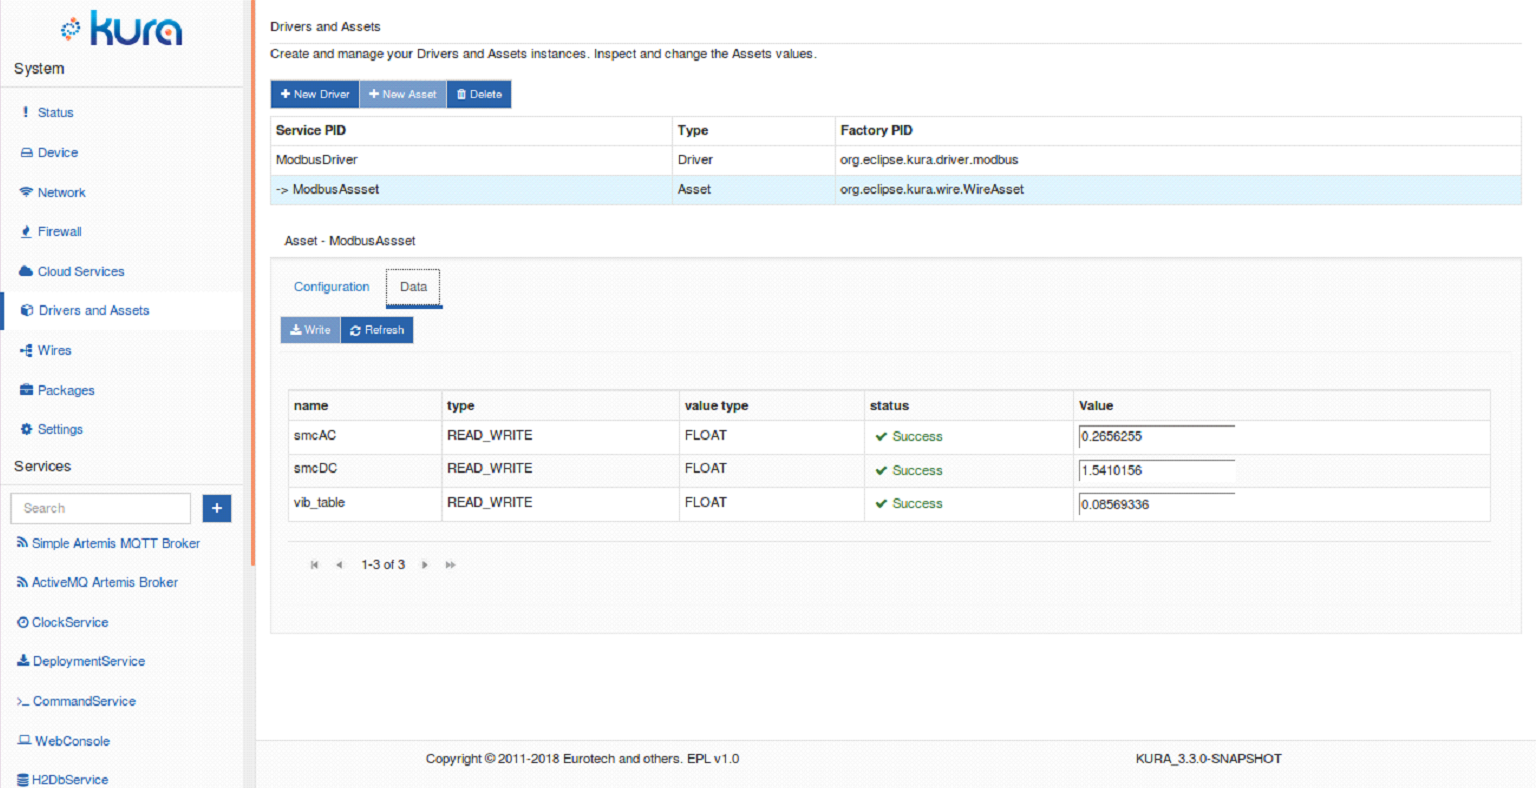 kura
System
Status
Device
Network
Firewall
Cloud Services
Drivers and Assets
Wires
Packages
Settings
Services
Search
+
Simple Artemis MQTT Broker
ActiveMQ Artemis Broker
ClockService
DeploymentService
CommandService
WebConsole
H2DbService
Drivers and Assets
Create and manage your Drivers and Assets instances. Inspect and change the Assets values.
+ New Driver + New Asset Delete
Service PID Type Factory PID
ModbusDriver Driver org.eclipse.kura.driver.modbus
-> ModbusAssset Asset org.eclipse.kura.wire.WireAsset
Asset - ModbusAssset
Configuration Data
Write Refresh
name type value type status Value
smcAC READ_WRITE FLOAT Success 0.2656255
smcDC READ_WRITE FLOAT Success 1.5410156
vib_table READ_WRITE FLOAT Success 0.08569336
1-3 of 3
Copyright © 2011-2018 Eurotech and others. EPL v1.0 KURA_3.3.0-SNAPSHOT